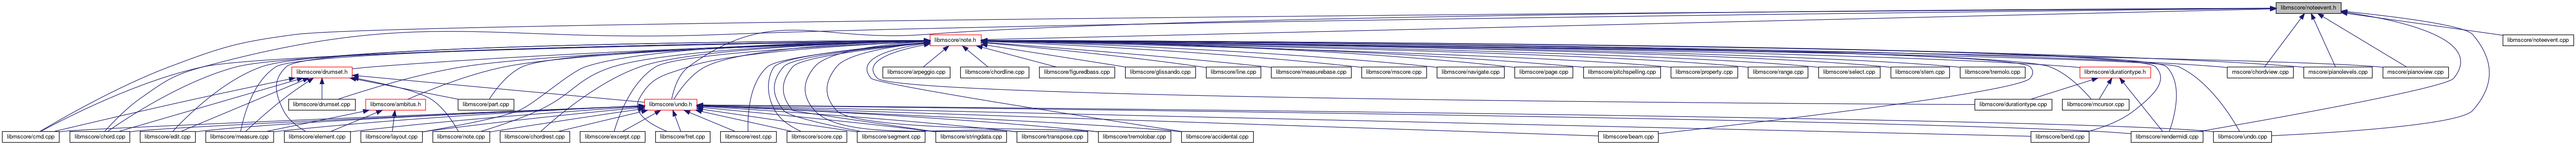 libmscore/noteevent.h
libmscore/note.h
libmscore/noteevent.cpp
libmscore/drumset.h
libmscore/arpeggio.cpp
libmscore/chordline.cpp
libmscore/figuredbass.cpp
libmscore/glissando.cpp
libmscore/line.cpp
libmscore/measurebase.cpp
libmscore/mscore.cpp
libmscore/navigate.cpp
libmscore/page.cpp
libmscore/pitchspelling.cpp
libmscore/property.cpp
libmscore/range.cpp
libmscore/select.cpp
libmscore/stem.cpp
libmscore/tremolo.cpp
libmscore/durationtype.h
mscore/chordview.cpp
mscore/pianolevels.cpp
mscore/pianoview.cpp
libmscore/drumset.cpp
libmscore/ambitus.h
libmscore/part.cpp
libmscore/undo.h
libmscore/durationtype.cpp
libmscore/mcursor.cpp
libmscore/cmd.cpp
libmscore/chord.cpp
libmscore/edit.cpp
libmscore/measure.cpp
libmscore/element.cpp
libmscore/layout.cpp
libmscore/note.cpp
libmscore/chordrest.cpp
libmscore/excerpt.cpp
libmscore/fret.cpp
libmscore/rest.cpp
libmscore/score.cpp
libmscore/segment.cpp
libmscore/stringdata.cpp
libmscore/transpose.cpp
libmscore/tremolobar.cpp
libmscore/accidental.cpp
libmscore/beam.cpp
libmscore/bend.cpp
libmscore/rendermidi.cpp
libmscore/undo.cpp